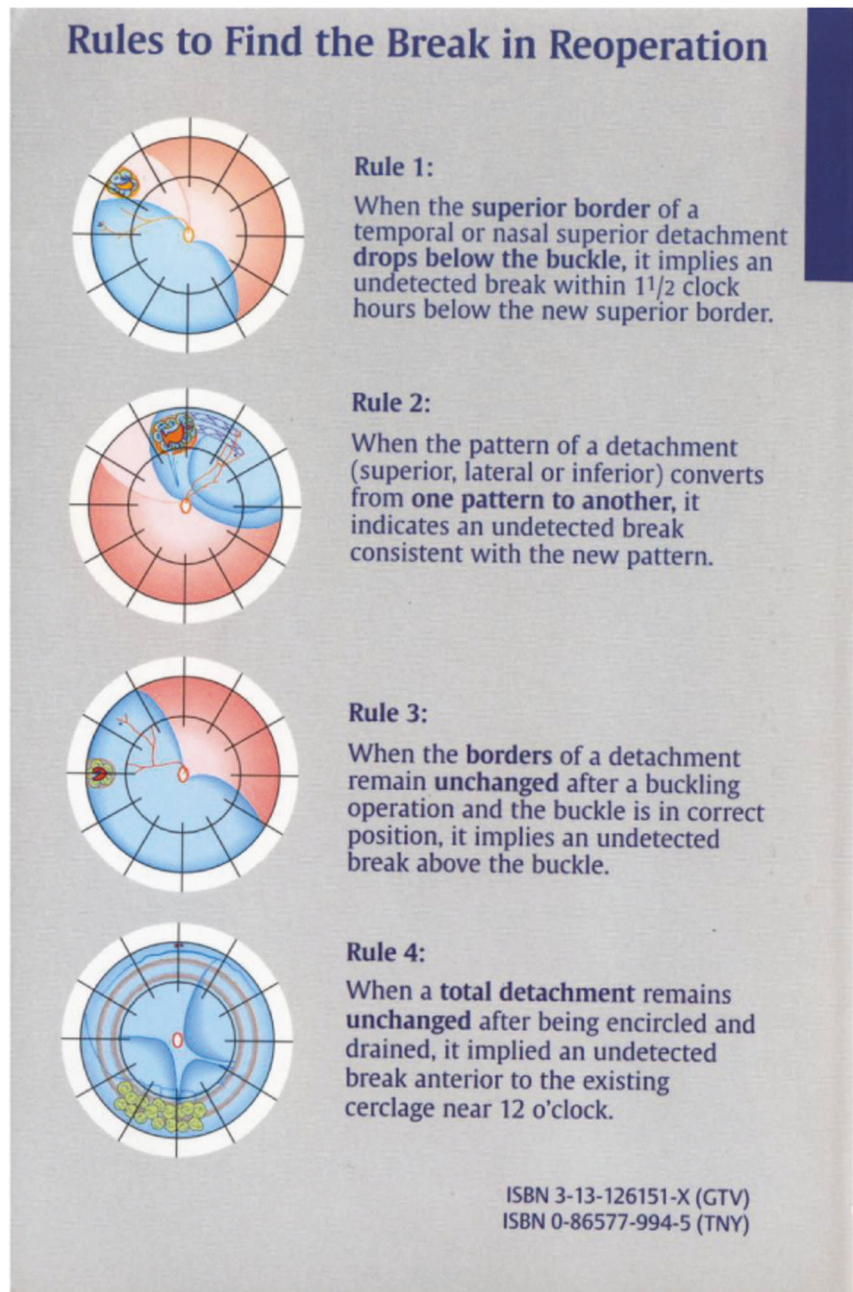 Rules to Find the Break in Reoperation
Rule 1:
When the superior border of a
temporal or nasal superior detachment
drops below the buckle, it implies an
undetected break within 1 1/2 clock
hours below the new superior border.
Rule 2:
When the pattern of a detachment
(superior, lateral or inferior) converts
from one pattern to another, it
indicates an undetected break
consistent with the new pattern.
Rule 3:
When the borders of a detachment
remain unchanged after a buckling
operation and the buckle is in correct
position, it implies an undetected
break above the buckle.
Rule 4:
When a total detachment remains
unchanged after being encircled and
drained, it implied an undetected
break anterior to the existing
cerclage near 12 o'clock.
ISBN 3-13-126151-X (GTV)
ISBN 0-86577-994-5 (TNY)